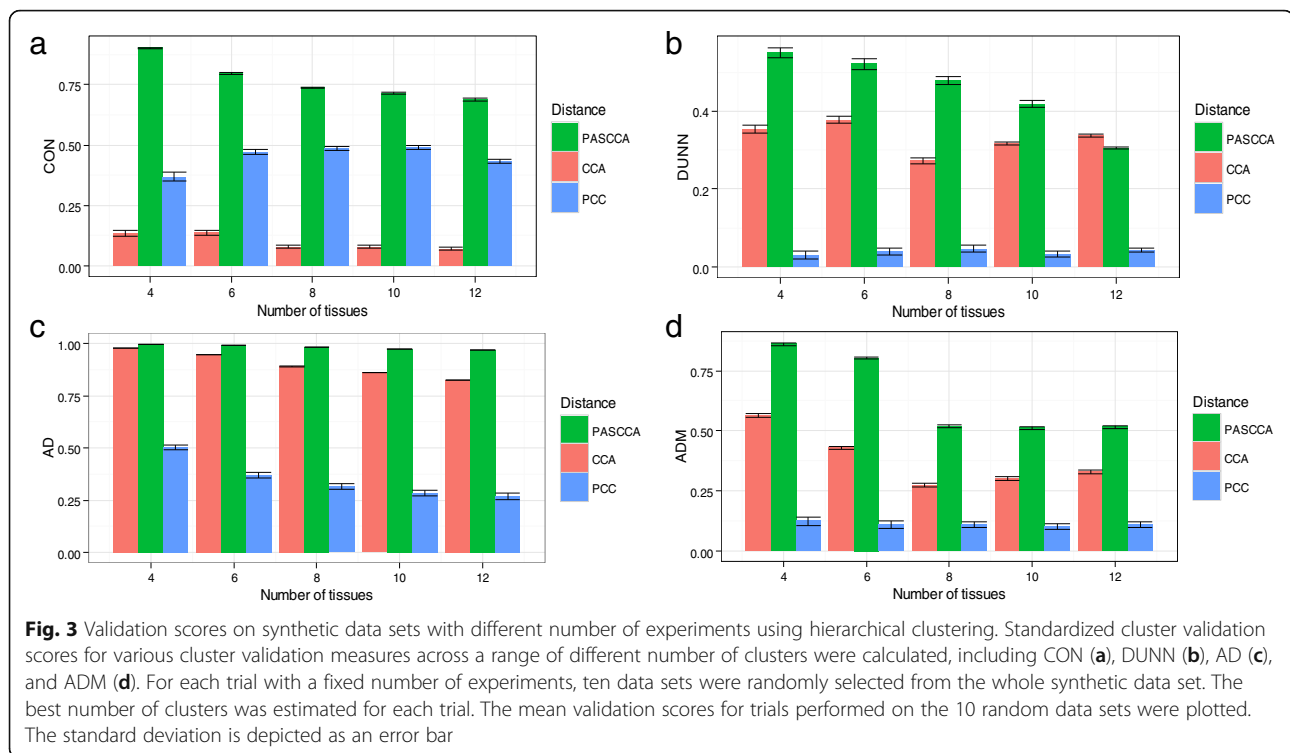 a
CON
0.75
0.50
0.25
0.00
4 6 8 10 12
Number of tissues
Distance
PASCCA
CCA
PCC
b
DUNN
0.4
0.2
0.0
4 6 8 10 12
Number of tissues
Distance
PASCCA
CCA
PCC
c
AD
1.00
0.75
0.50
0.25
0.00
4 6 8 10 12
Number of tissues
Distance
PASCCA
CCA
PCC
d
ADM
0.75
0.50
0.25
0.00
4 6 8 10 12
Number of tissues
Distance
PASCCA
CCA
PCC
Fig. 3 Validation scores on synthetic data sets with different number of experiments using hierarchical clustering. Standardized cluster validation
scores for various cluster validation measures across a range of different number of clusters were calculated, including CON (a), DUNN (b), AD (c),
and ADM (d). For each trial with a fixed number of experiments, ten data sets were randomly selected from the whole synthetic data set. The
best number of clusters was estimated for each trial. The mean validation scores for trials performed on the 10 random data sets were plotted.
The standard deviation is depicted as an error bar